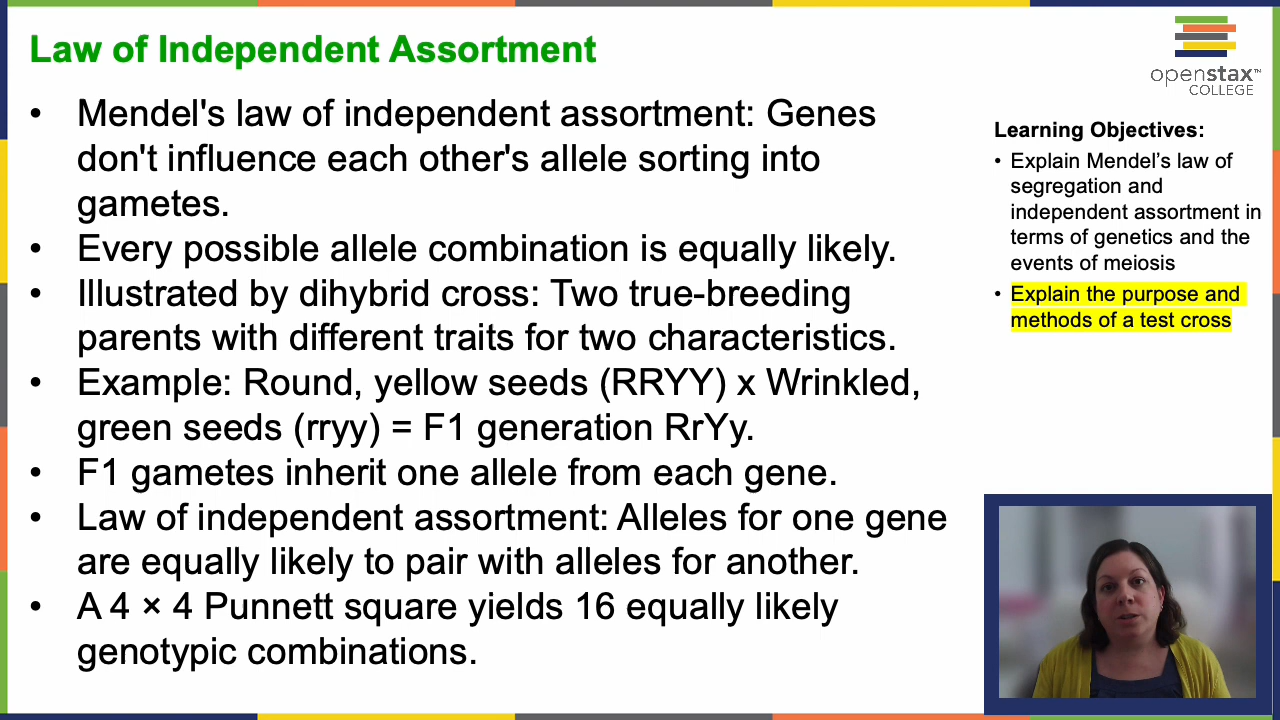 Law of Independent Assortment
• Mendel's law of independent assortment: Genes
don't influence each other's allele sorting into
gametes.
• Every possible allele combination is equally likely.
• Illustrated by dihybrid cross: Two true-breeding
parents with different traits for two characteristics.
• Example: Round, yellow seeds (RRYY) x Wrinkled,
green seeds (rryy) = F1 generation RrYy.
• F1 gametes inherit one allele from each gene.
• Law of independent assortment: Alleles for one gene
are equally likely to pair with alleles for another.
• A 4 × 4 Punnett square yields 16 equally likely
genotypic combinations.
openstax™
COLLEGE
Learning Objectives:
• Explain Mendel’s law of
segregation and
independent assortment in
terms of genetics and the
events of meiosis
• Explain the purpose and
methods of a test cross